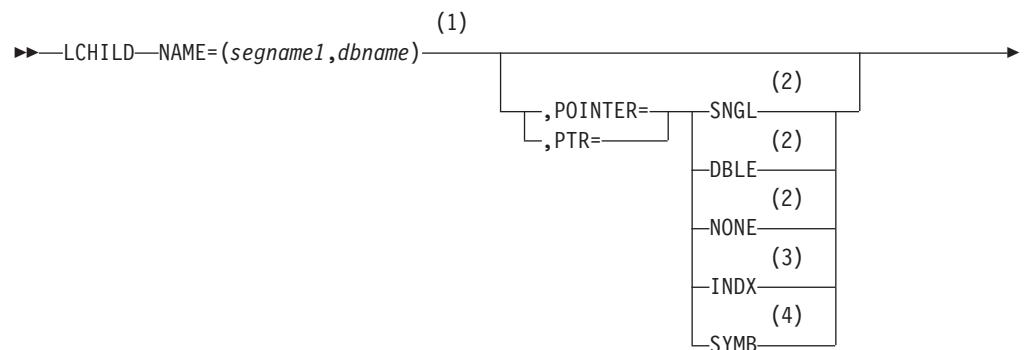 (1)
LCHILD NAME=(segname1,dbname)
(2)
,POINTER= SNGL
,PTR= (2)
DBLE
(2)
NONE
(3)
INDX
(4)
SYMB